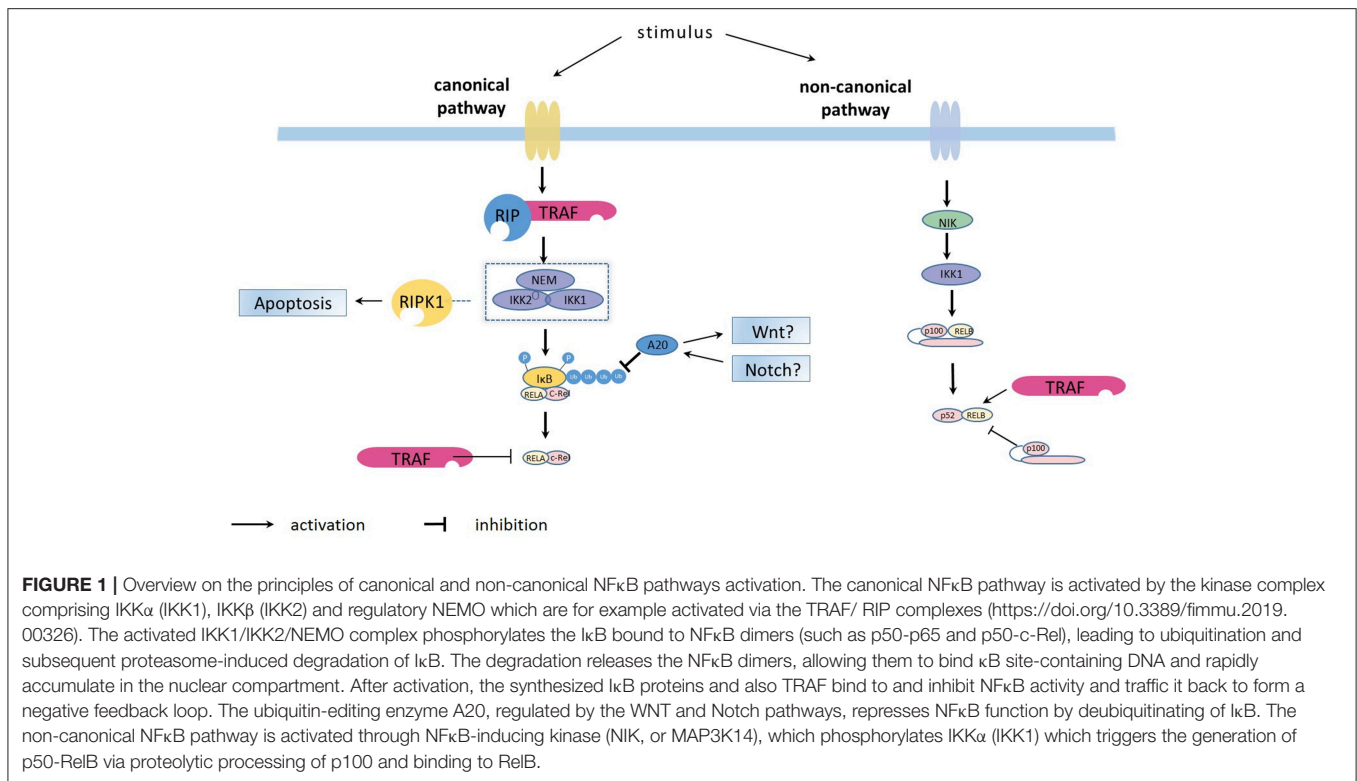 stimulus
canonical
pathway
non-canonical
pathway
RIP
TRAF
NIK
NEM
IKK2
IKK1
IKK1
Apoptosis
RIPK1
p100
RELB
A20
Wnt?
Notch?
P
P
IκB
Ub
Ub
Ub
Ub
RELA
C-Rel
TRAF
p52
RELB
TRAF
RELA
c-Rel
p100
activation
inhibition
FIGURE 1 | Overview on the principles of canonical and non-canonical NFκB pathways activation. The canonical NFκB pathway is activated by the kinase complex
comprising IKKα (IKK1), IKKβ (IKK2) and regulatory NEMO which are for example activated via the TRAF/ RIP complexes (https://doi.org/10.3389/fimmu.2019.
00326). The activated IKK1/IKK2/NEMO complex phosphorylates the IκB bound to NFκB dimers (such as p50-p65 and p50-c-Rel), leading to ubiquitination and
subsequent proteasome-induced degradation of IκB. The degradation releases the NFκB dimers, allowing them to bind κB site-containing DNA and rapidly
accumulate in the nuclear compartment. After activation, the synthesized IκB proteins and also TRAF bind to and inhibit NFκB activity and traffic it back to form a
negative feedback loop. The ubiquitin-editing enzyme A20, regulated by the WNT and Notch pathways, represses NFκB function by deubiquitinating of IκB. The
non-canonical NFκB pathway is activated through NFκB-inducing kinase (NIK, or MAP3K14), which phosphorylates IKKα (IKK1) which triggers the generation of
p50-RelB via proteolytic processing of p100 and binding to RelB.